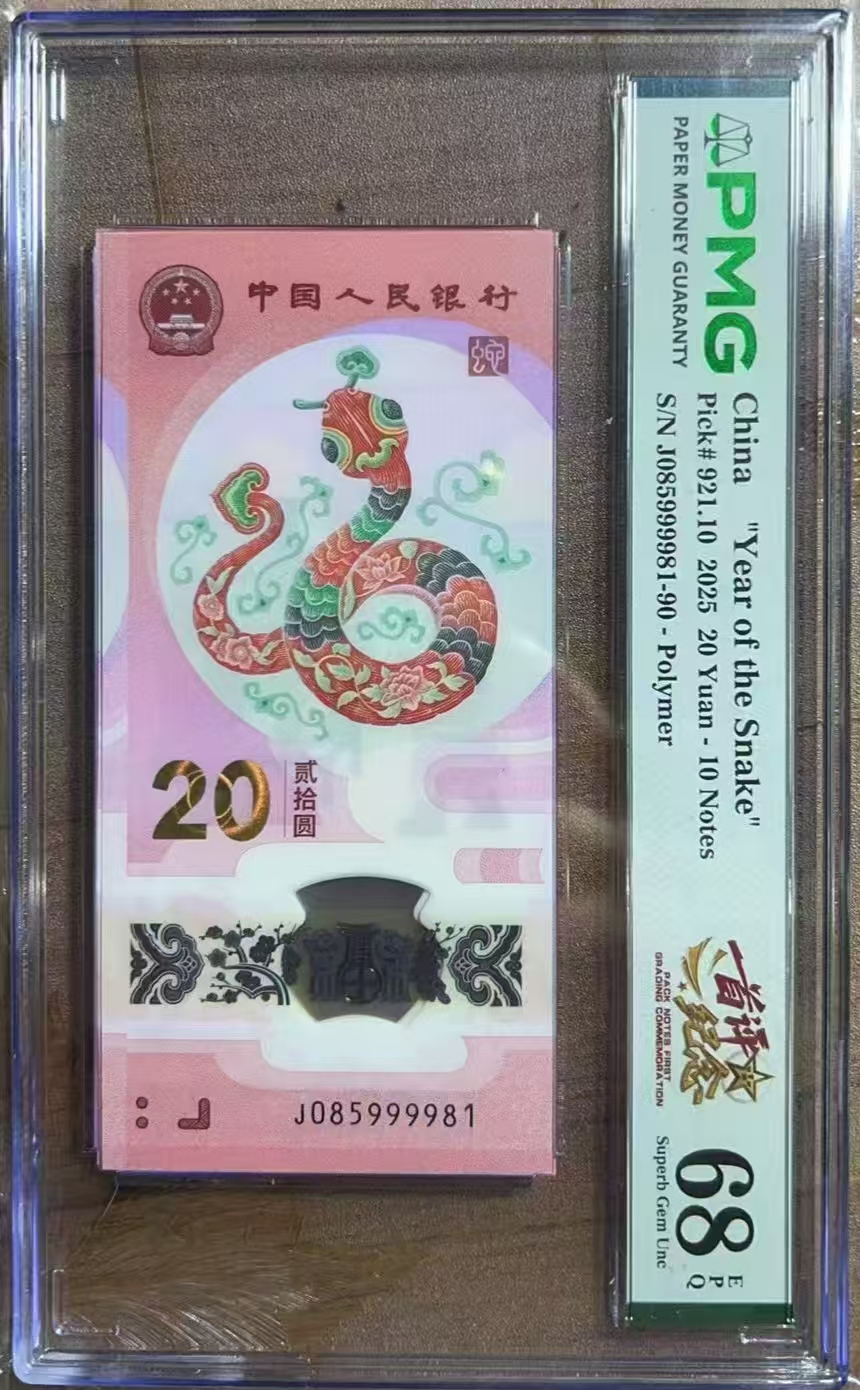 中国人民银行
蛇
20
贰拾圆
J085999981
PMG
PAPER MONEY GUARANTY
China "Year of the Snake"
Pick# 921.10 2025 20 Yuan - 10 Notes
S/N J085999981-90 - Polymer
首评
纪念
PACK NOTES FIRST
GRADING COMMEMORATION
68
EPQ
Superb Gem Unc